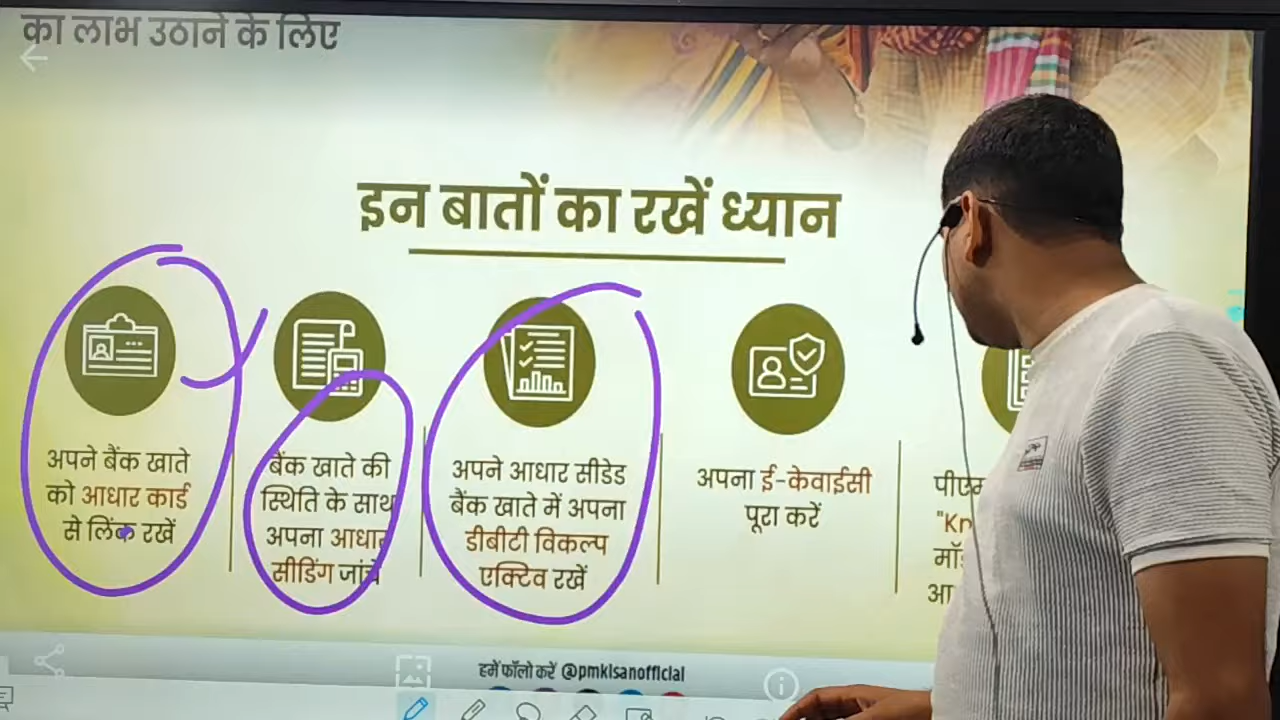 का लाभ उठाने के लिए
इन बातों का रखें ध्यान
अपने बैंक खाते
को आधार कार्ड
से लिंक रखें
बैंक खाते की
स्थिति के साथ
अपना आधार
सीडिंग जांचें
अपने आधार सीडेड
बैंक खाते में अपना
डीबीटी विकल्प
एक्टिव रखें
अपना ई-केवाईसी
पूरा करें
हमें फॉलो करें @pmkisanofficial